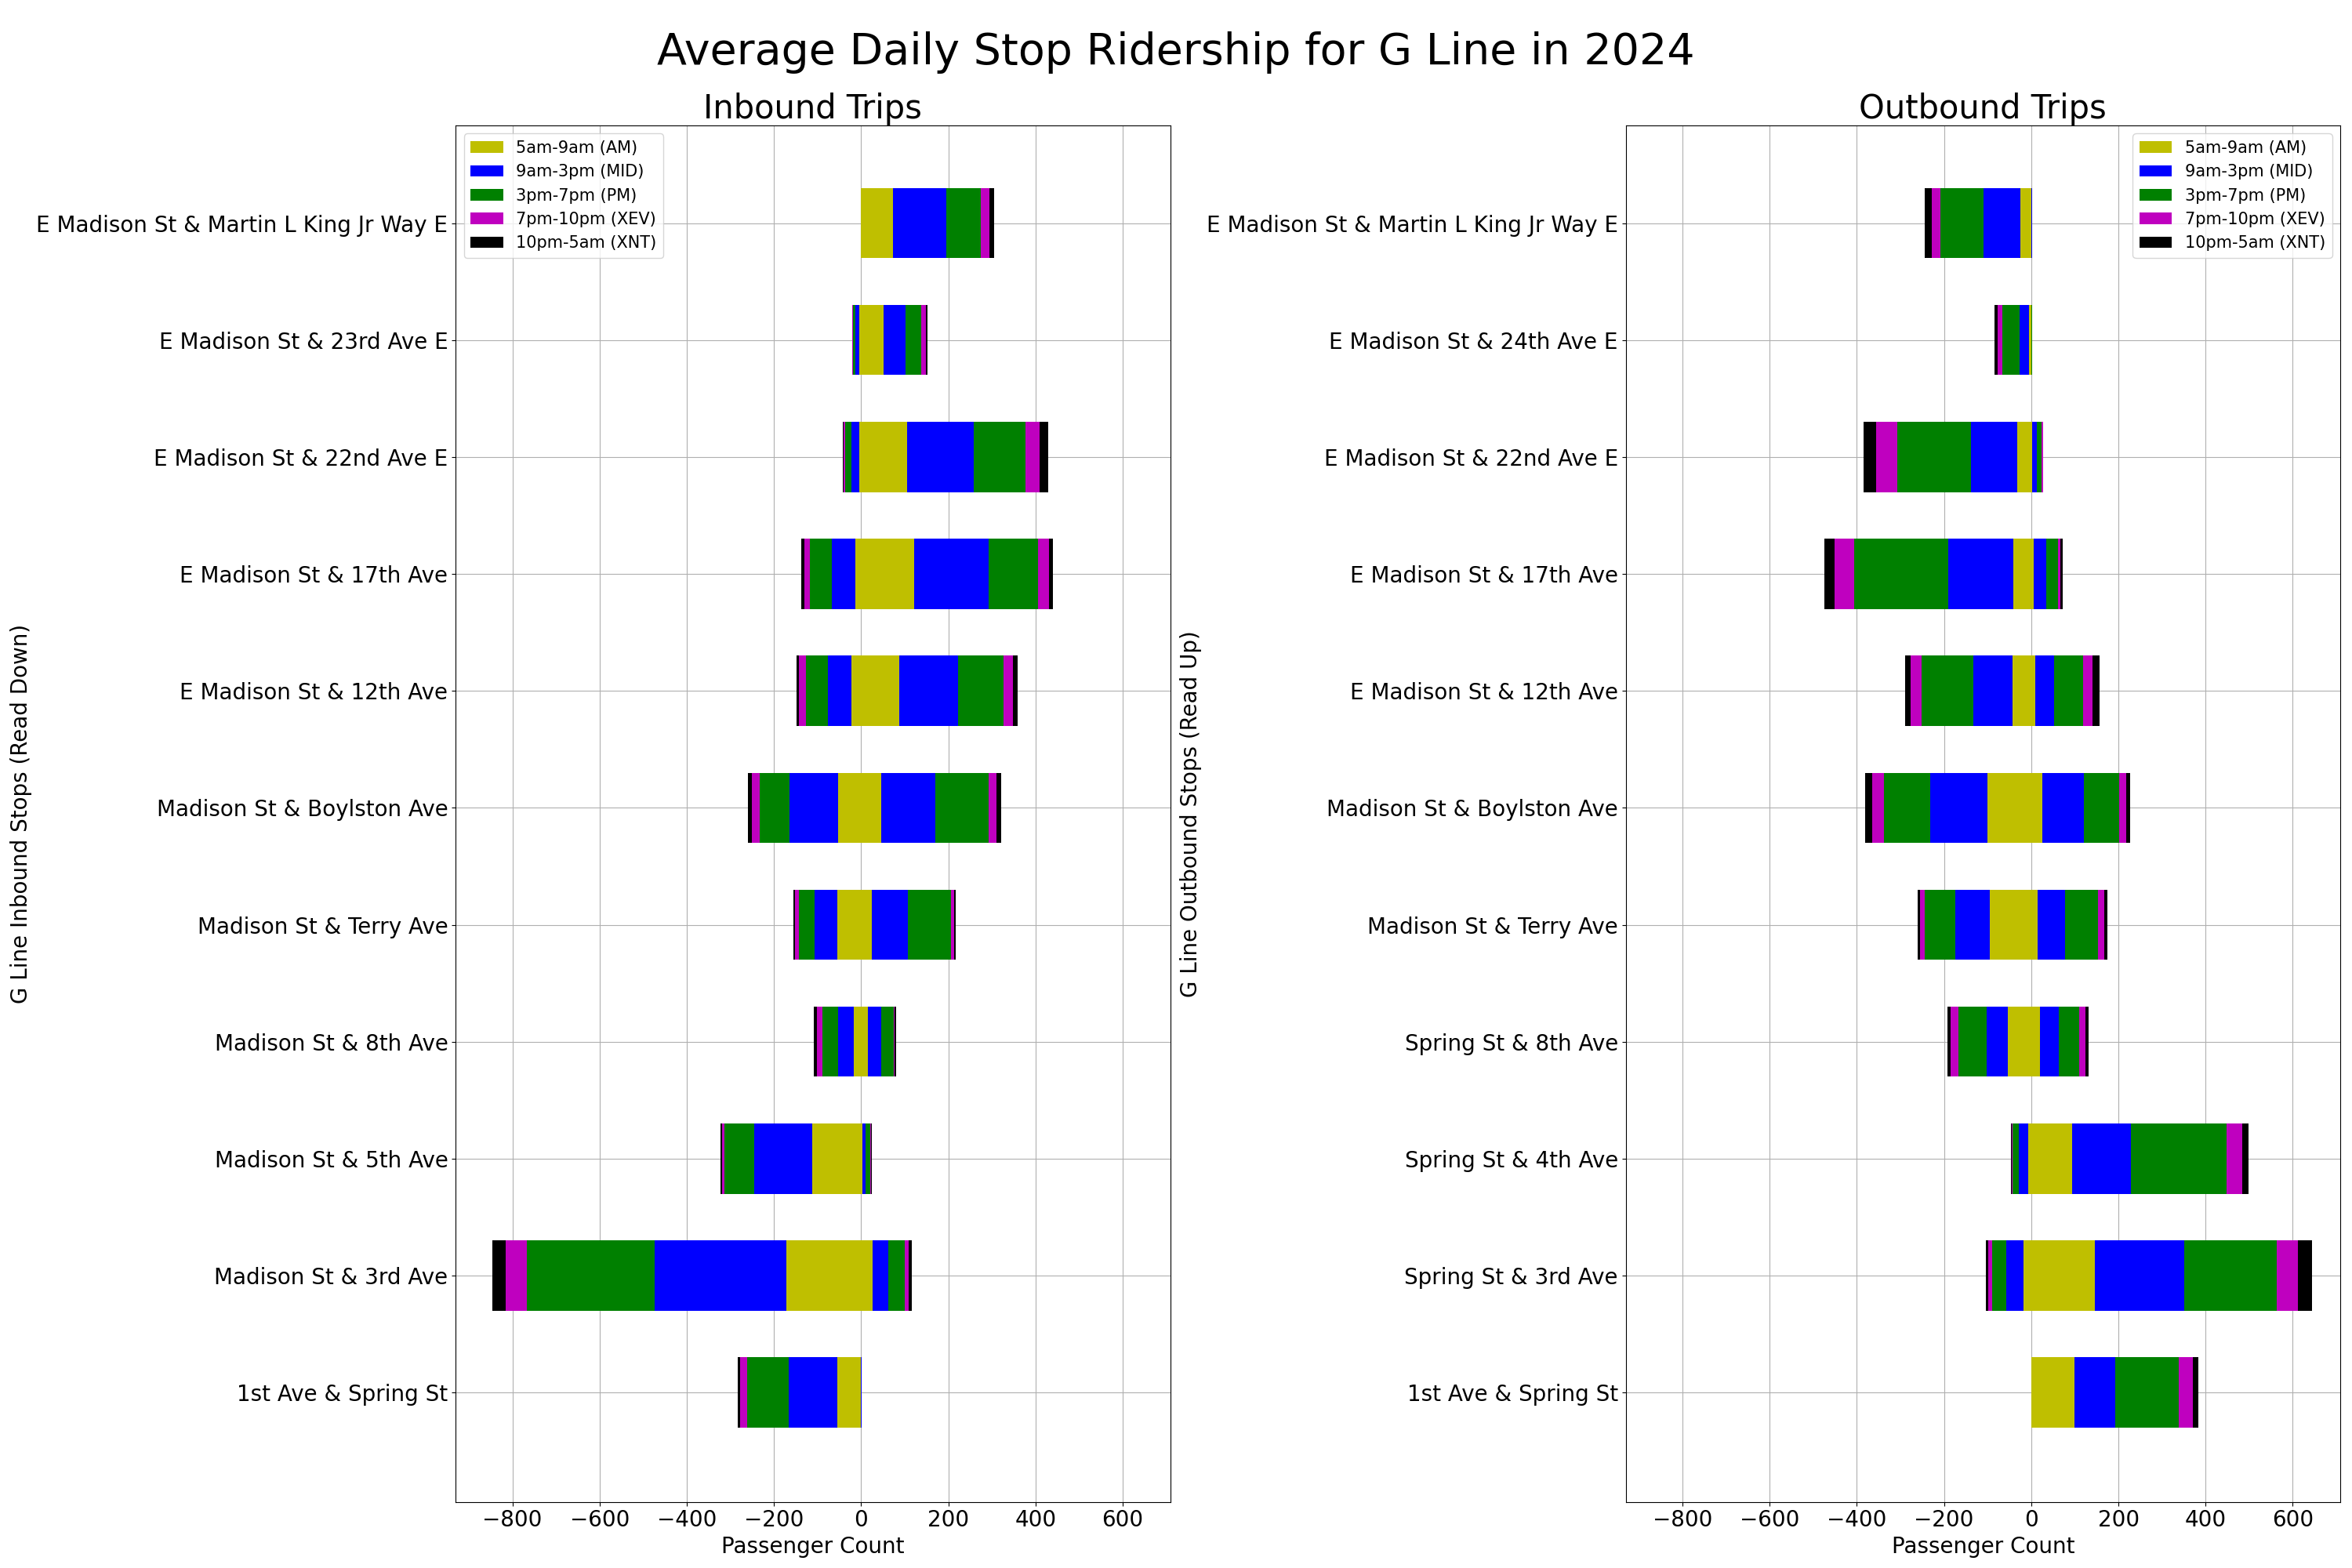 Average Daily Stop Ridership for G Line in 2024
Inbound Trips
5am-9am (AM)
9am-3pm (MID)
3pm-7pm (PM)
7pm-10pm (XEV)
10pm-5am (XNT)
G Line Inbound Stops (Read Down)
E Madison St & Martin L King Jr Way E
E Madison St & 23rd Ave E
E Madison St & 22nd Ave E
E Madison St & 17th Ave
E Madison St & 12th Ave
Madison St & Boylston Ave
Madison St & Terry Ave
Madison St & 8th Ave
Madison St & 5th Ave
Madison St & 3rd Ave
1st Ave & Spring St
−800 −600 −400 −200 0 200 400 600
Passenger Count
Outbound Trips
5am-9am (AM)
9am-3pm (MID)
3pm-7pm (PM)
7pm-10pm (XEV)
10pm-5am (XNT)
G Line Outbound Stops (Read Up)
E Madison St & Martin L King Jr Way E
E Madison St & 24th Ave E
E Madison St & 22nd Ave E
E Madison St & 17th Ave
E Madison St & 12th Ave
Madison St & Boylston Ave
Madison St & Terry Ave
Spring St & 8th Ave
Spring St & 4th Ave
Spring St & 3rd Ave
1st Ave & Spring St
−800 −600 −400 −200 0 200 400 600
Passenger Count